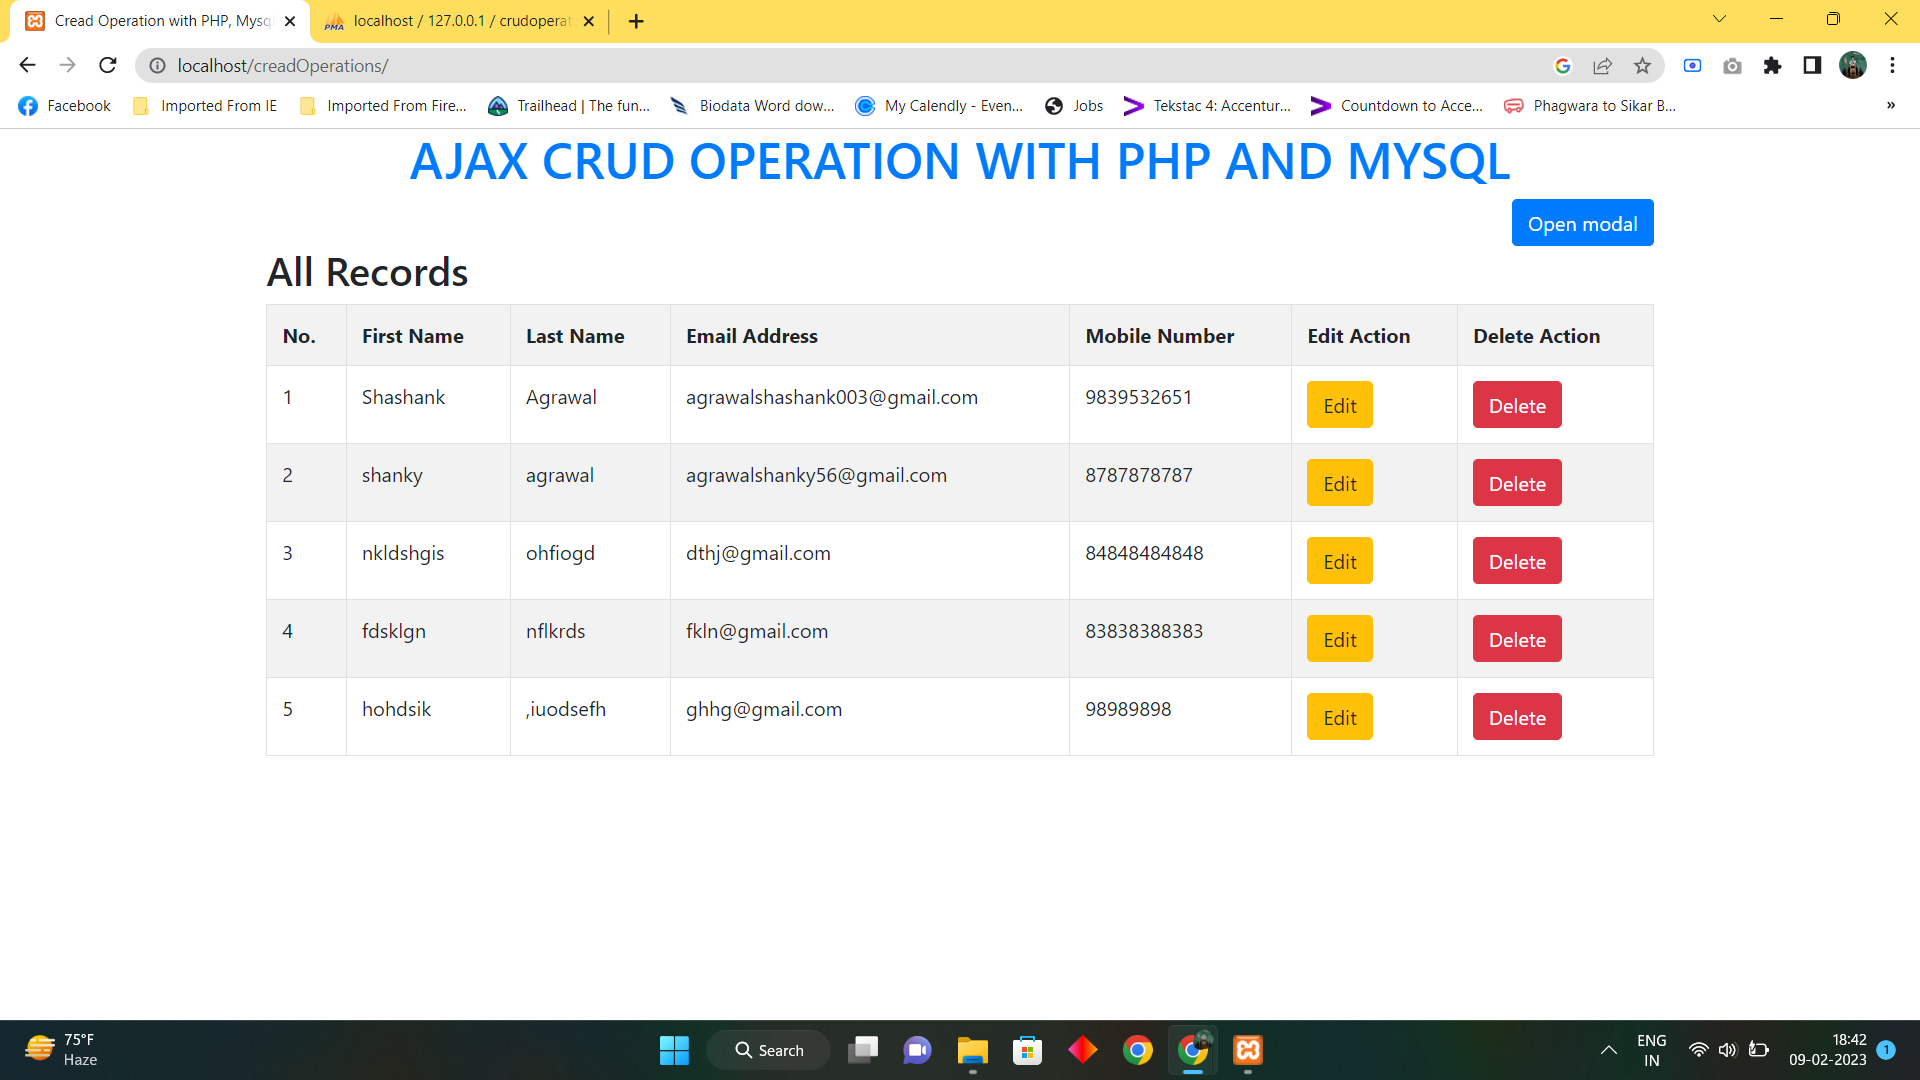 Cread Operation with PHP, Mysq
localhost / 127.0.0.1 / crudoperat
localhost/creadOperations/
Facebook Imported From IE Imported From Fire... Trailhead | The fun... Biodata Word dow... My Calendly - Even... Jobs Tekstac 4: Accentur... Countdown to Acce... Phagwara to Sikar B... »
AJAX CRUD OPERATION WITH PHP AND MYSQL
Open modal
All Records
No. First Name Last Name Email Address Mobile Number Edit Action Delete Action
1 Shashank Agrawal agrawalshashank003@gmail.com 9839532651 Edit Delete
2 shanky agrawal agrawalshanky56@gmail.com 8787878787 Edit Delete
3 nkldshgis ohfiogd dthj@gmail.com 84848484848 Edit Delete
4 fdsklgn nflkrds fkln@gmail.com 83838388383 Edit Delete
5 hohdsik ,iuodsefh ghhg@gmail.com 98989898 Edit Delete
75°F
Haze
Search
ENG
IN
18:42
09-02-2023
1